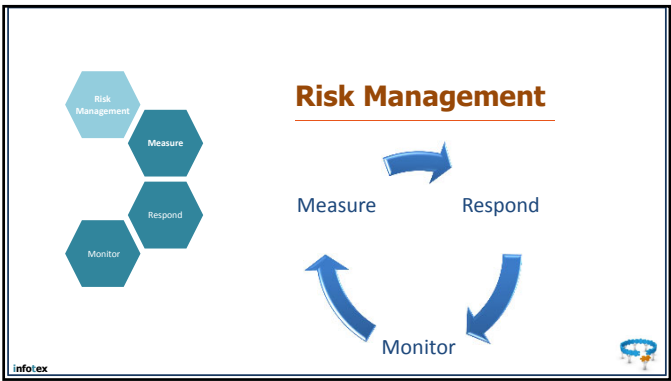 Risk
Management
Measure
Respond
Monitor
Risk Management
Measure
Respond
Monitor
infotex